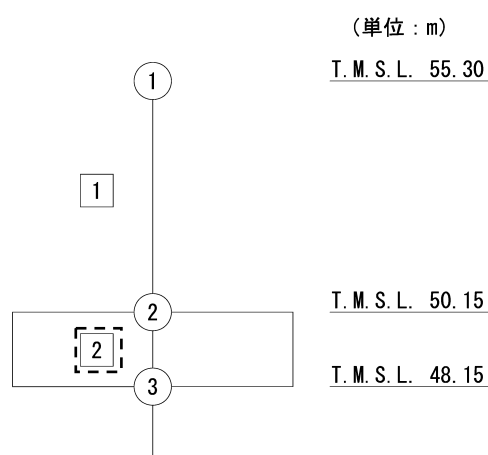 (単位:m)
① T.M.S.L. 55.30
1
② T.M.S.L. 50.15
2
③ T.M.S.L. 48.15